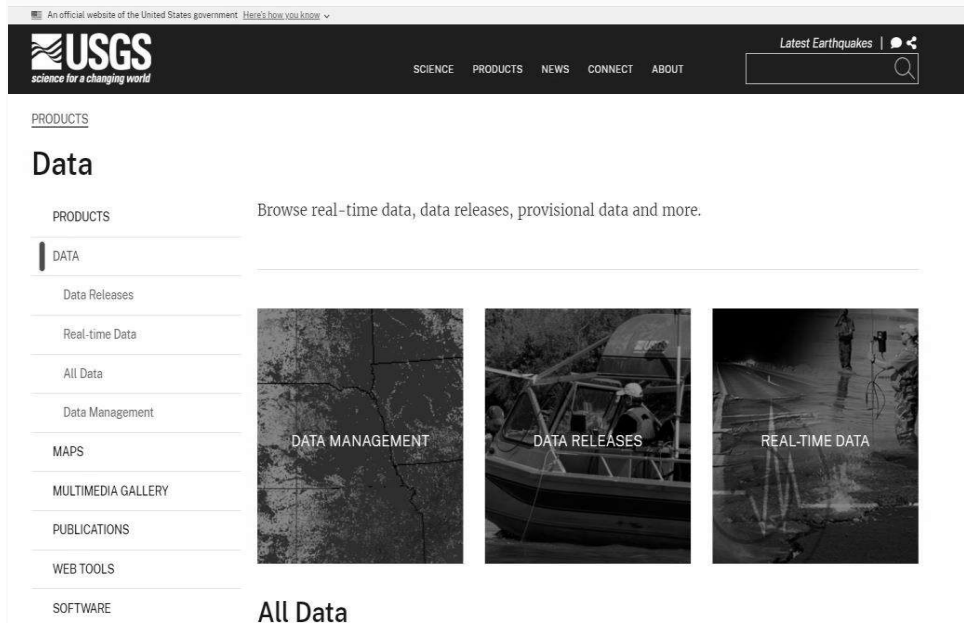 An official website of the United States government Here's how you know
USGS
science for a changing world
SCIENCE PRODUCTS NEWS CONNECT ABOUT
Latest Earthquakes |
PRODUCTS
Data
PRODUCTS
DATA
Data Releases
Real-time Data
All Data
Data Management
MAPS
MULTIMEDIA GALLERY
PUBLICATIONS
WEB TOOLS
SOFTWARE
Browse real-time data, data releases, provisional data and more.
DATA MANAGEMENT
USGS
DATA RELEASES
REAL-TIME DATA
All Data